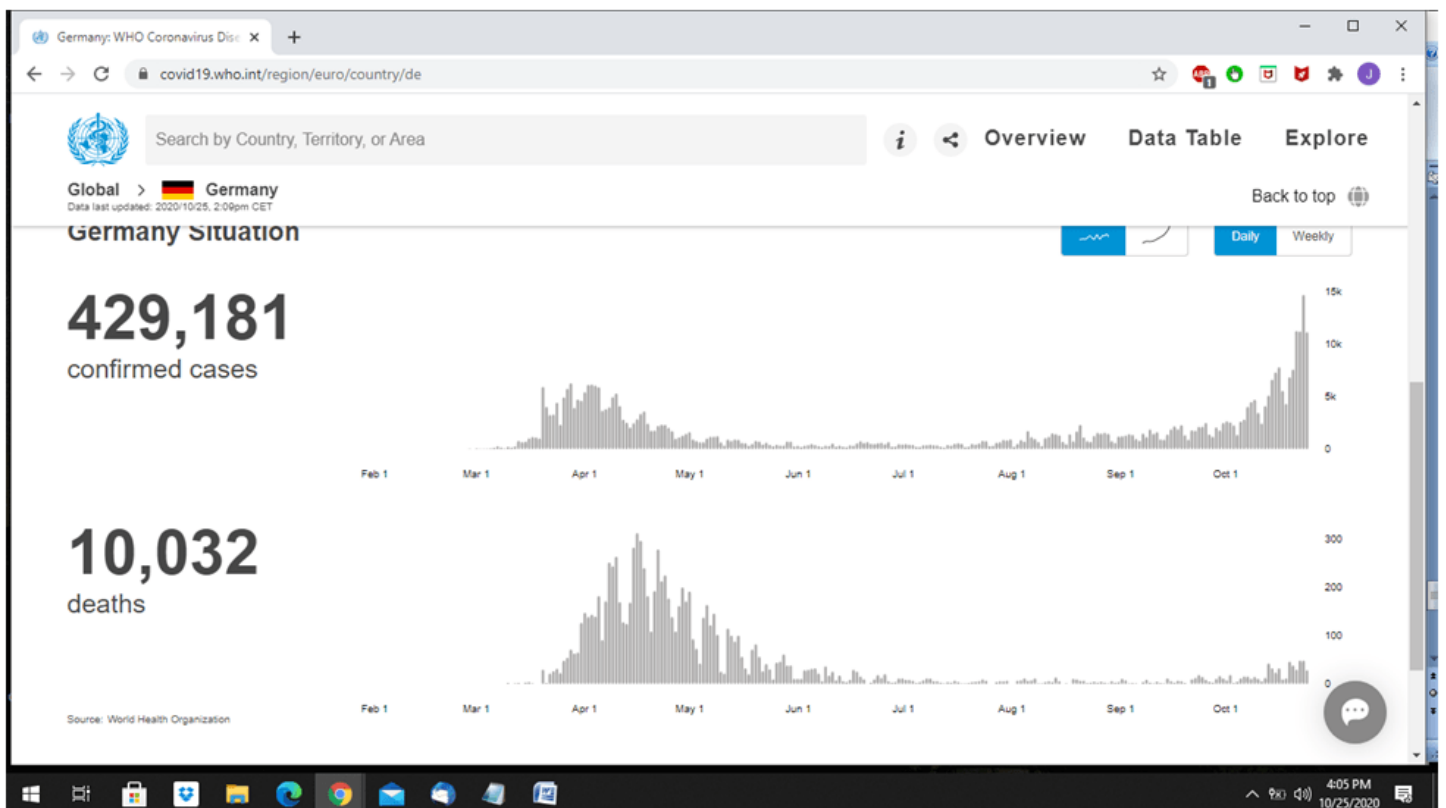 Germany: WHO Coronavirus Dise
covid19.who.int/region/euro/country/de
ABP
1
J
Search by Country, Territory, or Area
i
Overview
Data Table
Explore
Global > Germany
Data last updated: 2020/10/25, 2:09pm CET
Back to top
Germany Situation
Daily
Weekly
429,181
confirmed cases
15k
10k
5k
0
Feb 1 Mar 1 Apr 1 May 1 Jun 1 Jul 1 Aug 1 Sep 1 Oct 1
10,032
deaths
300
200
100
0
Feb 1 Mar 1 Apr 1 May 1 Jun 1 Jul 1 Aug 1 Sep 1 Oct 1
Source: World Health Organization
4:05 PM
10/25/2020